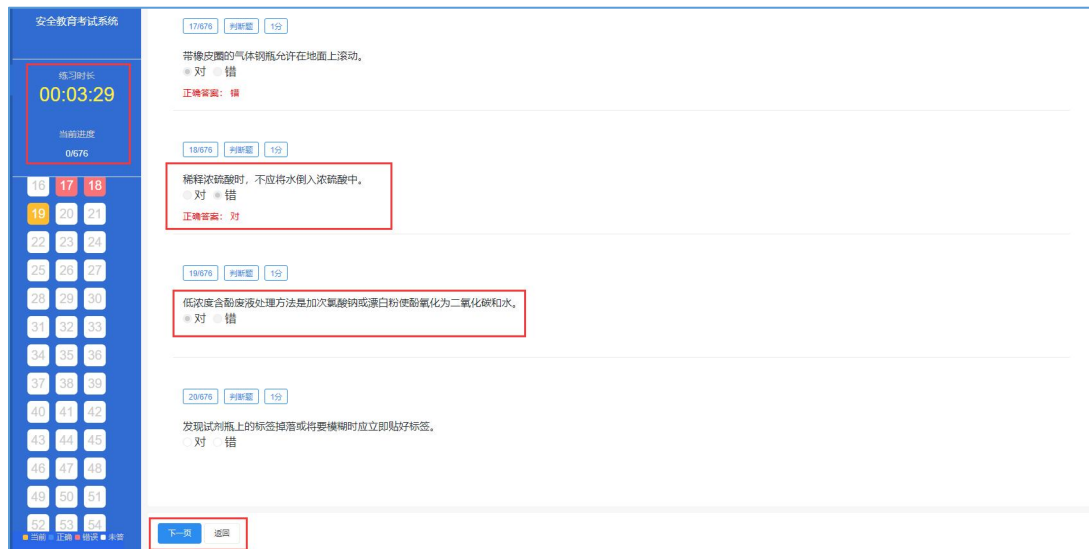 安全教育考试系统
练习时长
00:03:29
当前进度
0/676
16 17 18
19 20 21
22 23 24
25 26 27
28 29 30
31 32 33
34 35 36
37 38 39
40 41 42
43 44 45
46 47 48
49 50 51
52 53 54
当前 正确 错误 未答
17/676 判断题 1分
带橡皮圈的气体钢瓶允许在地面上滚动。
对 错
正确答案: 错
18/676 判断题 1分
稀释浓硫酸时，不应将水倒入浓硫酸中。
对 错
正确答案: 对
19/676 判断题 1分
低浓度含酚废液处理方法是加次氯酸钠或漂白粉使酚氧化为二氧化碳和水。
对 错
20/676 判断题 1分
发现试剂瓶上的标签掉落或将要模糊时应立即贴好标签。
对 错
下一页 返回